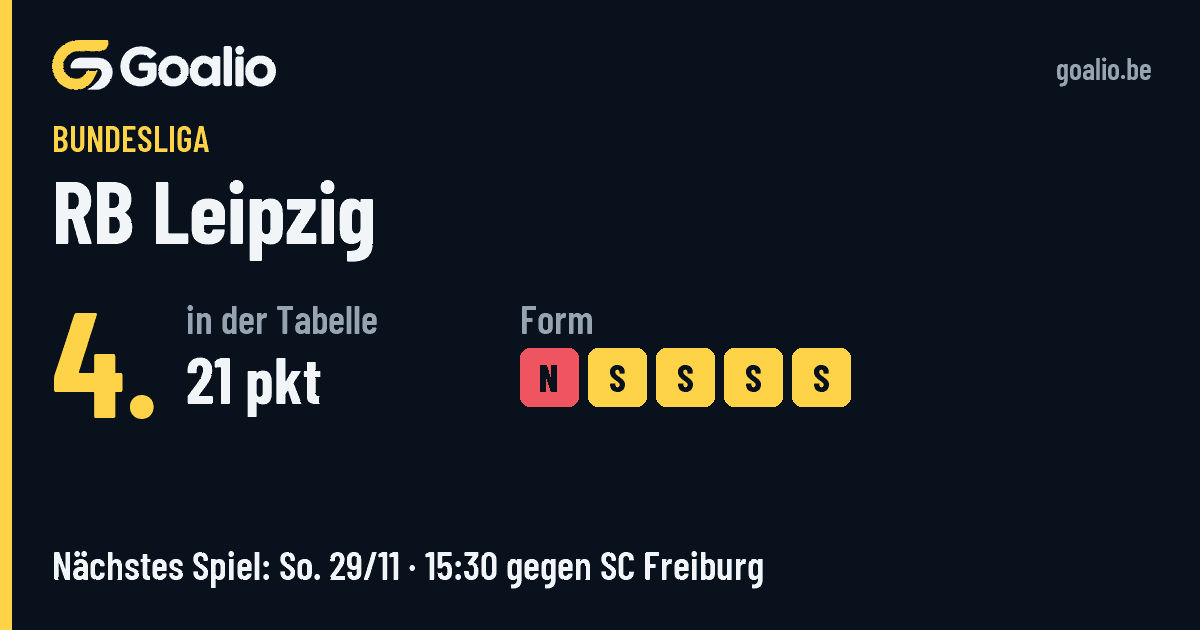 Goalio
goalio.be
BUNDESLIGA
RB Leipzig
4.
in der Tabelle
21 pkt
Form
N S S S S
Nächstes Spiel: So. 29/11 · 15:30 gegen SC Freiburg